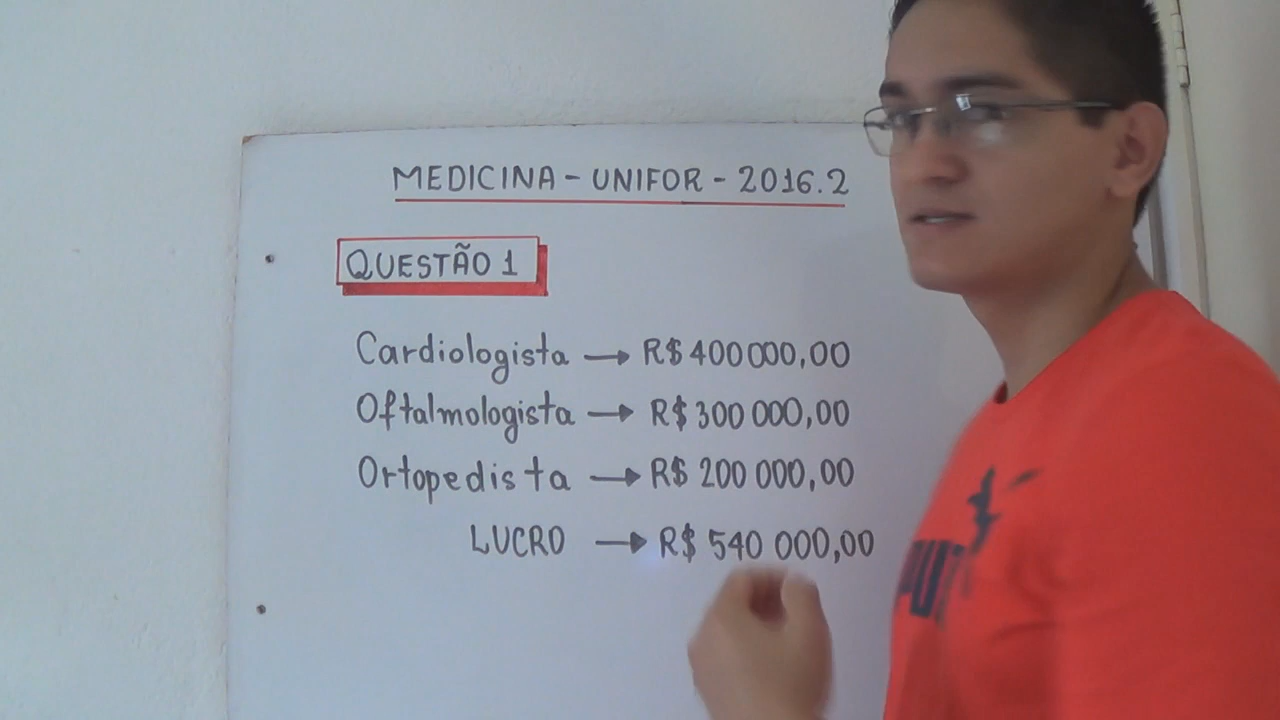 MEDICINA - UNIFOR - 2016.2
QUESTÃO 1
Cardiologista → R$ 400 000,00
Oftalmologista → R$ 300 000,00
Ortopedista → R$ 200 000,00
LUCRO → R$ 540 000,00